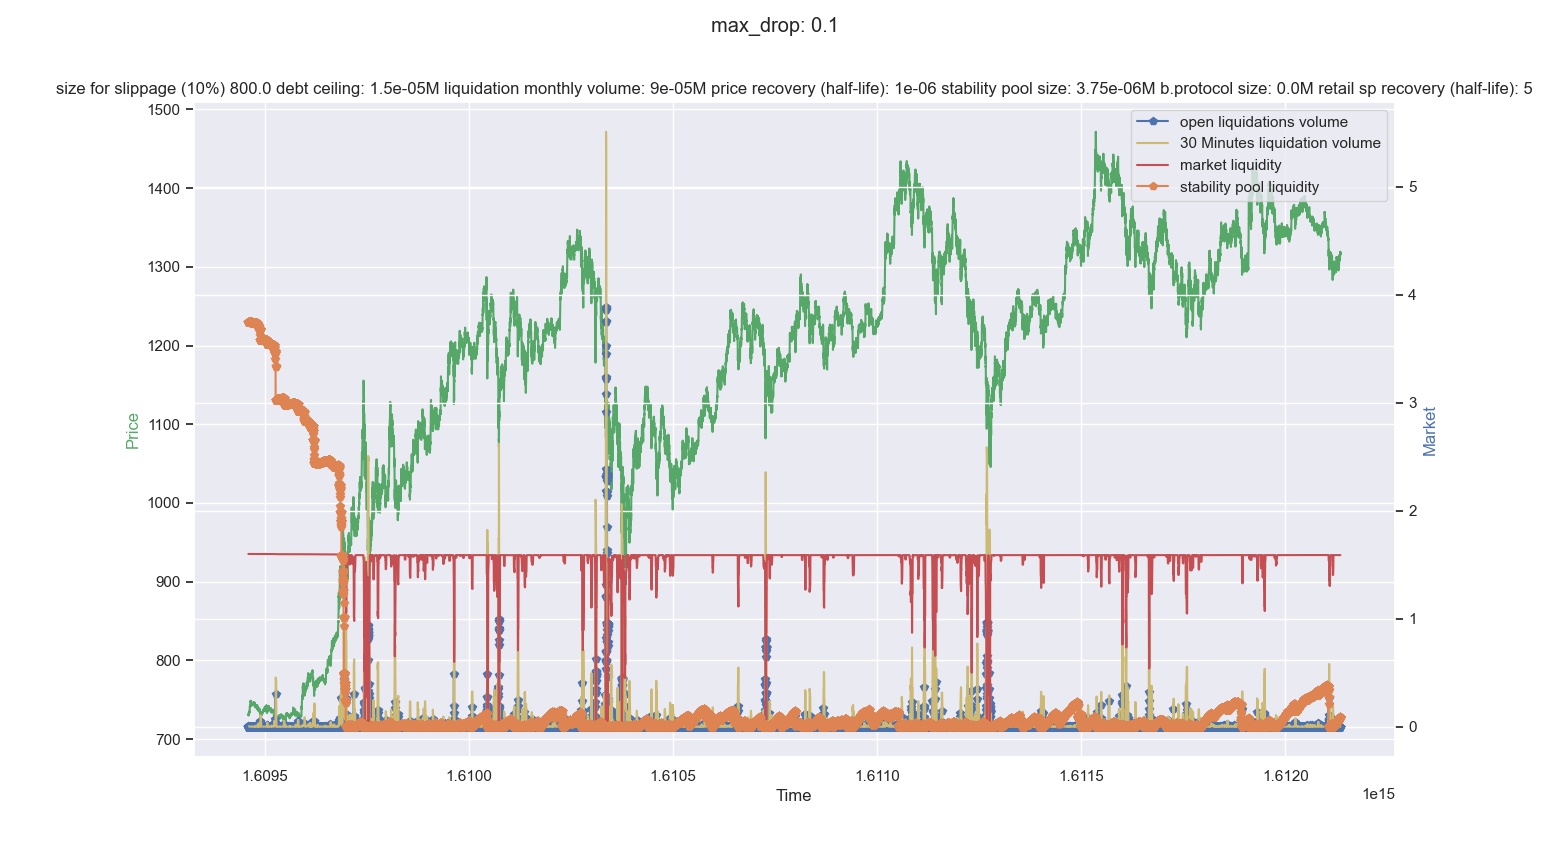 max_drop: 0.1
size for slippage (10%) 800.0 debt ceiling: 1.5e-05M liquidation monthly volume: 9e-05M price recovery (half-life): 1e-06 stability pool size: 3.75e-06M b.protocol size: 0.0M retail sp recovery (half-life): 5
open liquidations volume
30 Minutes liquidation volume
market liquidity
stability pool liquidity
1500
1400
1300
1200
1100
1000
900
800
700
Price
5
4
3
2
1
0
Market
1.6095
1.6100
1.6105
1.6110
1.6115
1.6120
Time
1e15